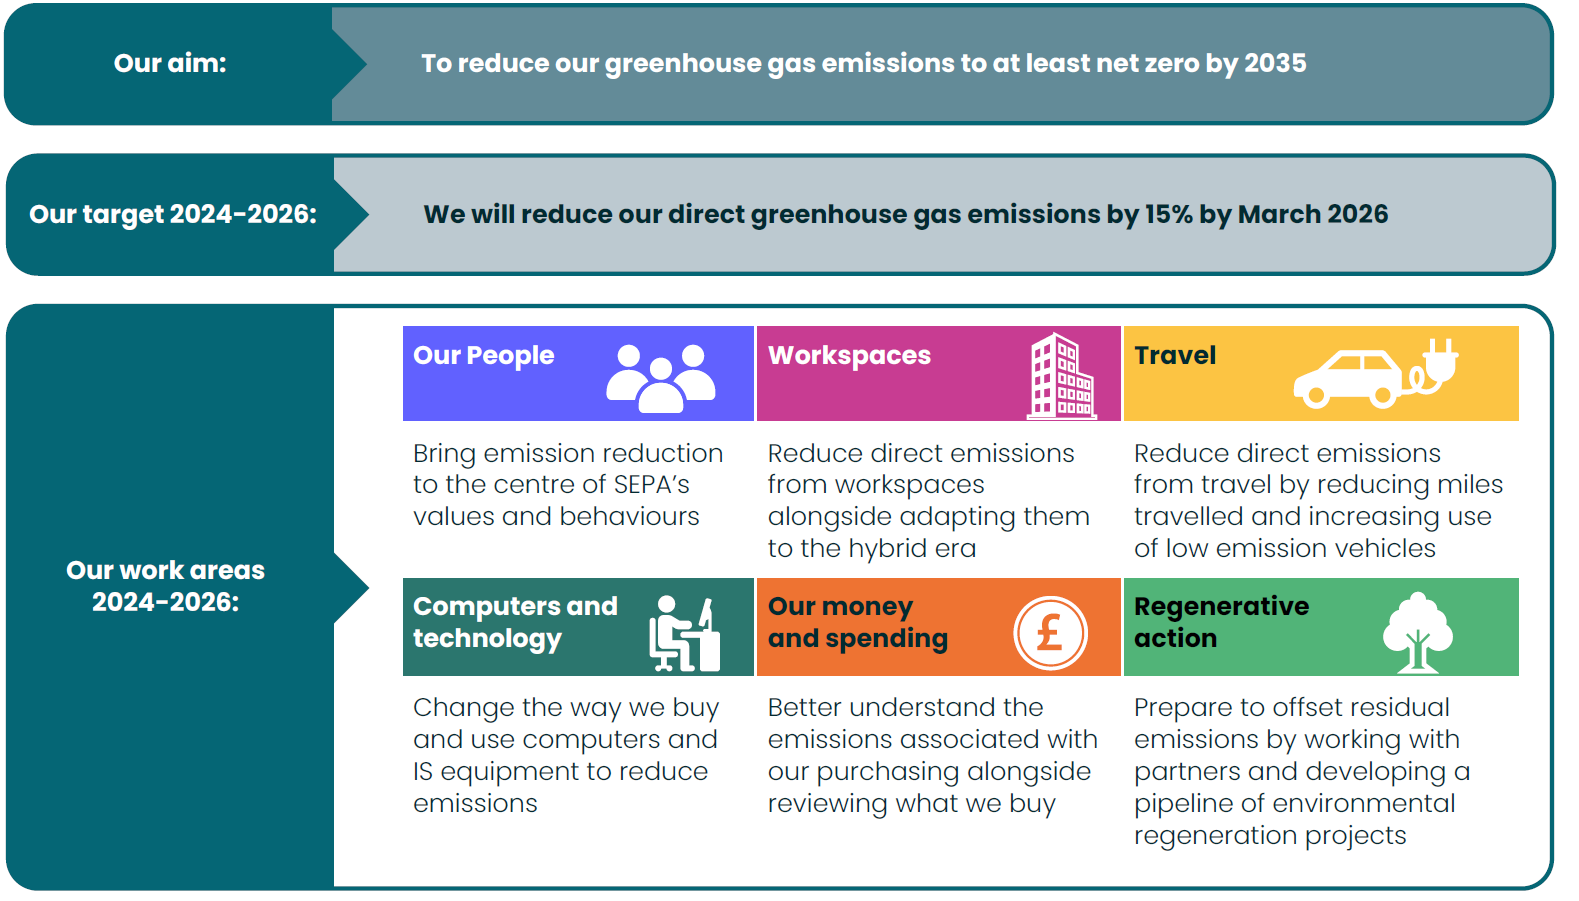 Our aim:
To reduce our greenhouse gas emissions to at least net zero by 2035
Our target 2024-2026:
We will reduce our direct greenhouse gas emissions by 15% by March 2026
Our work areas
2024-2026:
Our People
Bring emission reduction
to the centre of SEPA's
values and behaviours
Workspaces
Reduce direct emissions
from workspaces
alongside adapting them
to the hybrid era
Travel
Reduce direct emissions
from travel by reducing miles
travelled and increasing use
of low emission vehicles
Computers and
technology
Change the way we buy
and use computers and
IS equipment to reduce
emissions
Our money
and spending
£
Better understand the
emissions associated with
our purchasing alongside
reviewing what we buy
Regenerative
action
Prepare to offset residual
emissions by working with
partners and developing a
pipeline of environmental
regeneration projects